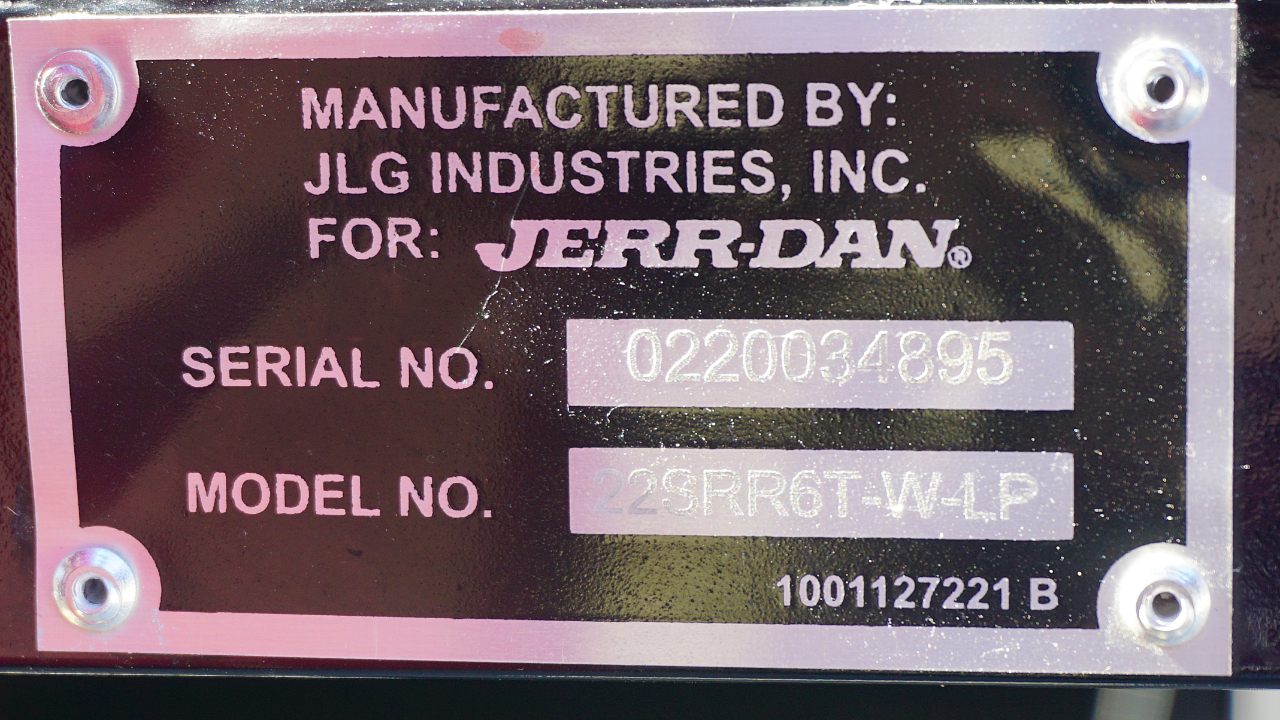 MANUFACTURED BY:
JLG INDUSTRIES, INC.
FOR: JERR-DAN®
SERIAL NO. 0220034895
MODEL NO. 22SRR6T-W-LP
1001127221 B